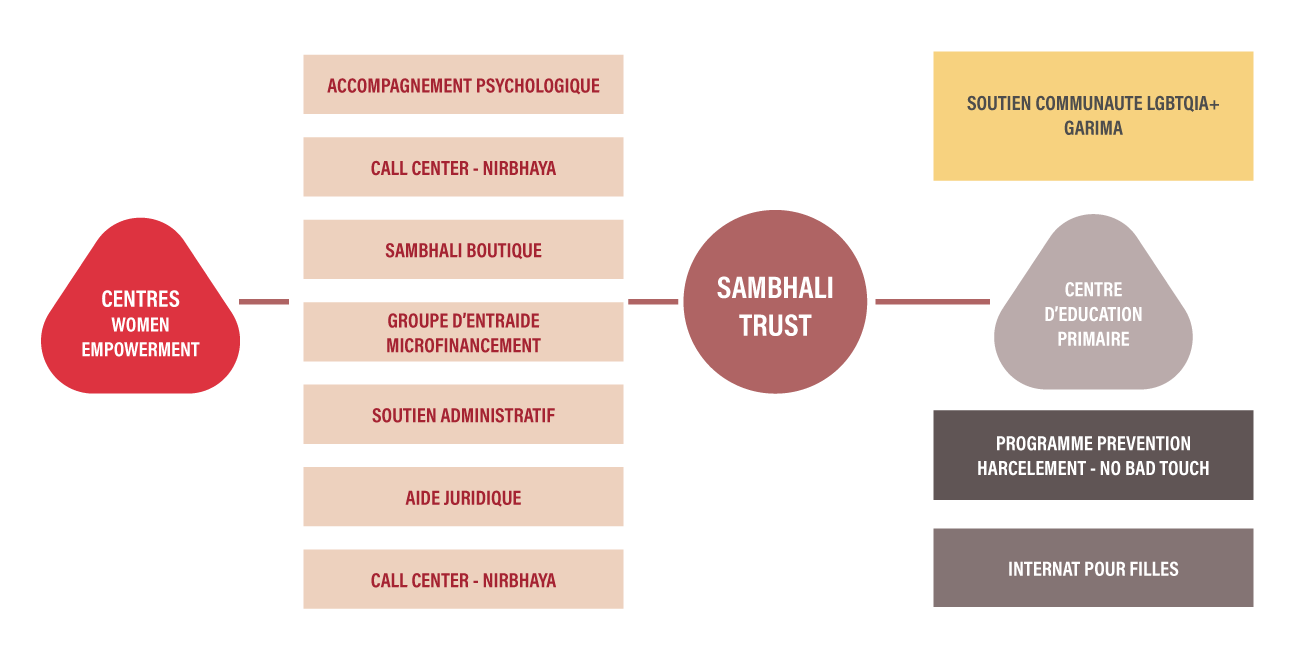 CENTRES
WOMEN
EMPOWERMENT
ACCOMPAGNEMENT PSYCHOLOGIQUE
CALL CENTER - NIRBHAYA
SAMBHALI BOUTIQUE
GROUPE D'ENTRAIDE
MICROFINANCEMENT
SOUTIEN ADMINISTRATIF
AIDE JURIDIQUE
CALL CENTER - NIRBHAYA
SAMBHALI
TRUST
SOUTIEN COMMUNAUTE LGBTQIA+
GARIMA
CENTRE
D'EDUCATION
PRIMAIRE
PROGRAMME PREVENTION
HARCELEMENT - NO BAD TOUCH
INTERNAT POUR FILLES